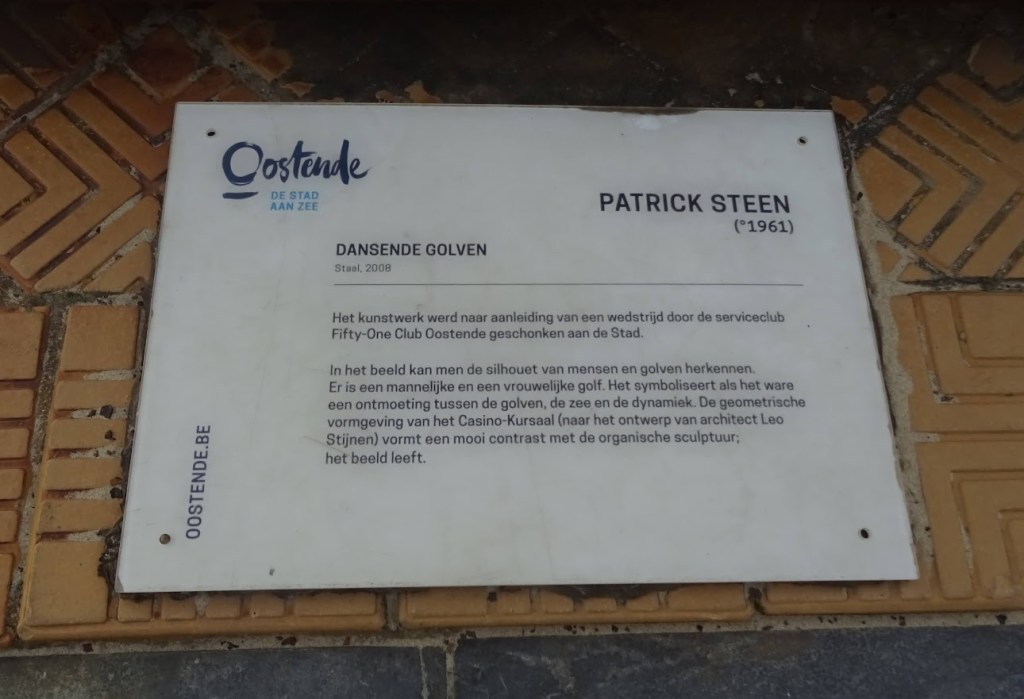 Oostende
DE STAD
AAN ZEE
PATRICK STEEN
(°1961)
DANSENDE GOLVEN
Staal, 2008
Het kunstwerk werd naar aanleiding van een wedstrijd door de serviceclub
Fifty-One Club Oostende geschonken aan de Stad.
In het beeld kan men de silhouet van mensen en golven herkennen.
Er is een mannelijke en een vrouwelijke golf. Het symboliseert als het ware
een ontmoeting tussen de golven, de zee en de dynamiek. De geometrische
vormgeving van het Casino-Kursaal (naar het ontwerp van architect Leo
Stijnen) vormt een mooi contrast met de organische sculptuur;
het beeld leeft.
OOSTENDE.BE